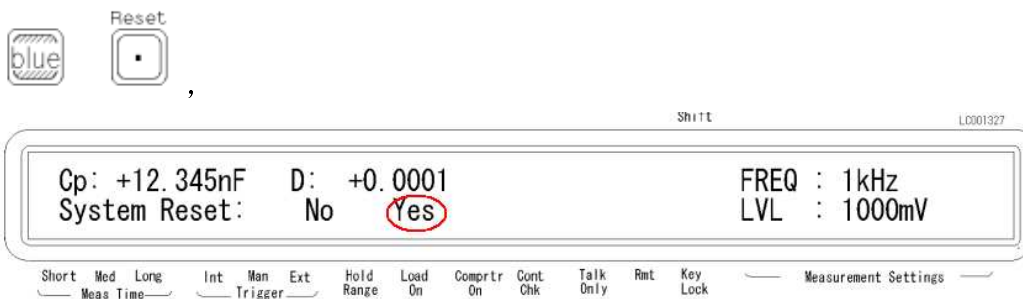 Reset
blue .
,
Shift LC001327
Cp: +12.345nF D: +0.0001 FREQ : 1kHz
System Reset: No Yes LVL : 1000mV
Short Med Long Int Man Ext Hold Range Load On Comprtr On Cont Chk Talk Only Rmt Key Lock Measurement Settings
Meas Time Trigger